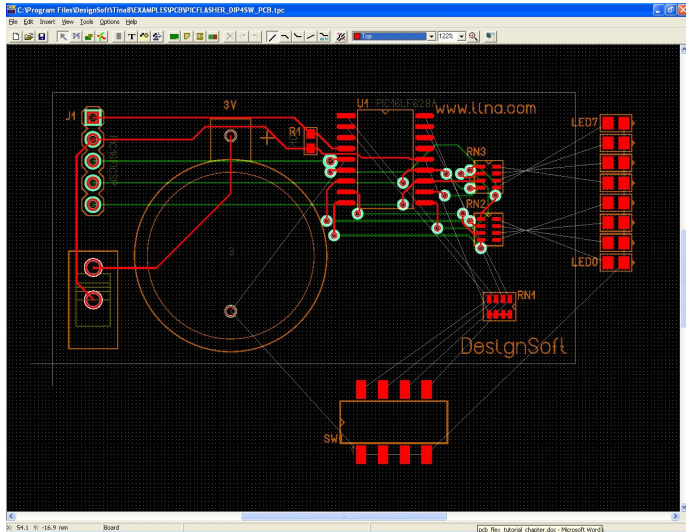 C:\Program Files\DesignSoft\Tina8\EXAMPLES\PCB\PICFLASHER_DIP4SW_PCB.tpc
File Edit Insert View Tools Options Help
Top
122%
J1
3V
R1
U1 PIC16LF628A
www.tina.com
LED7
RN3
RN2
3
LED0
RN1
DesignSoft
SW
X: 54.1 Y: -16.9 mm
Board
pcb flex tutorial chapter.doc - Microsoft Word